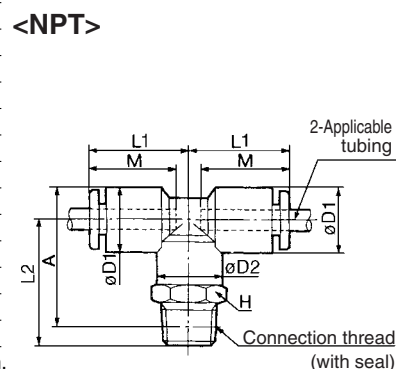 <NPT>
L1 L1
M M
2-Applicable
tubing
L2
A
øD1
øD1
øD2
H
Connection thread
(with seal)